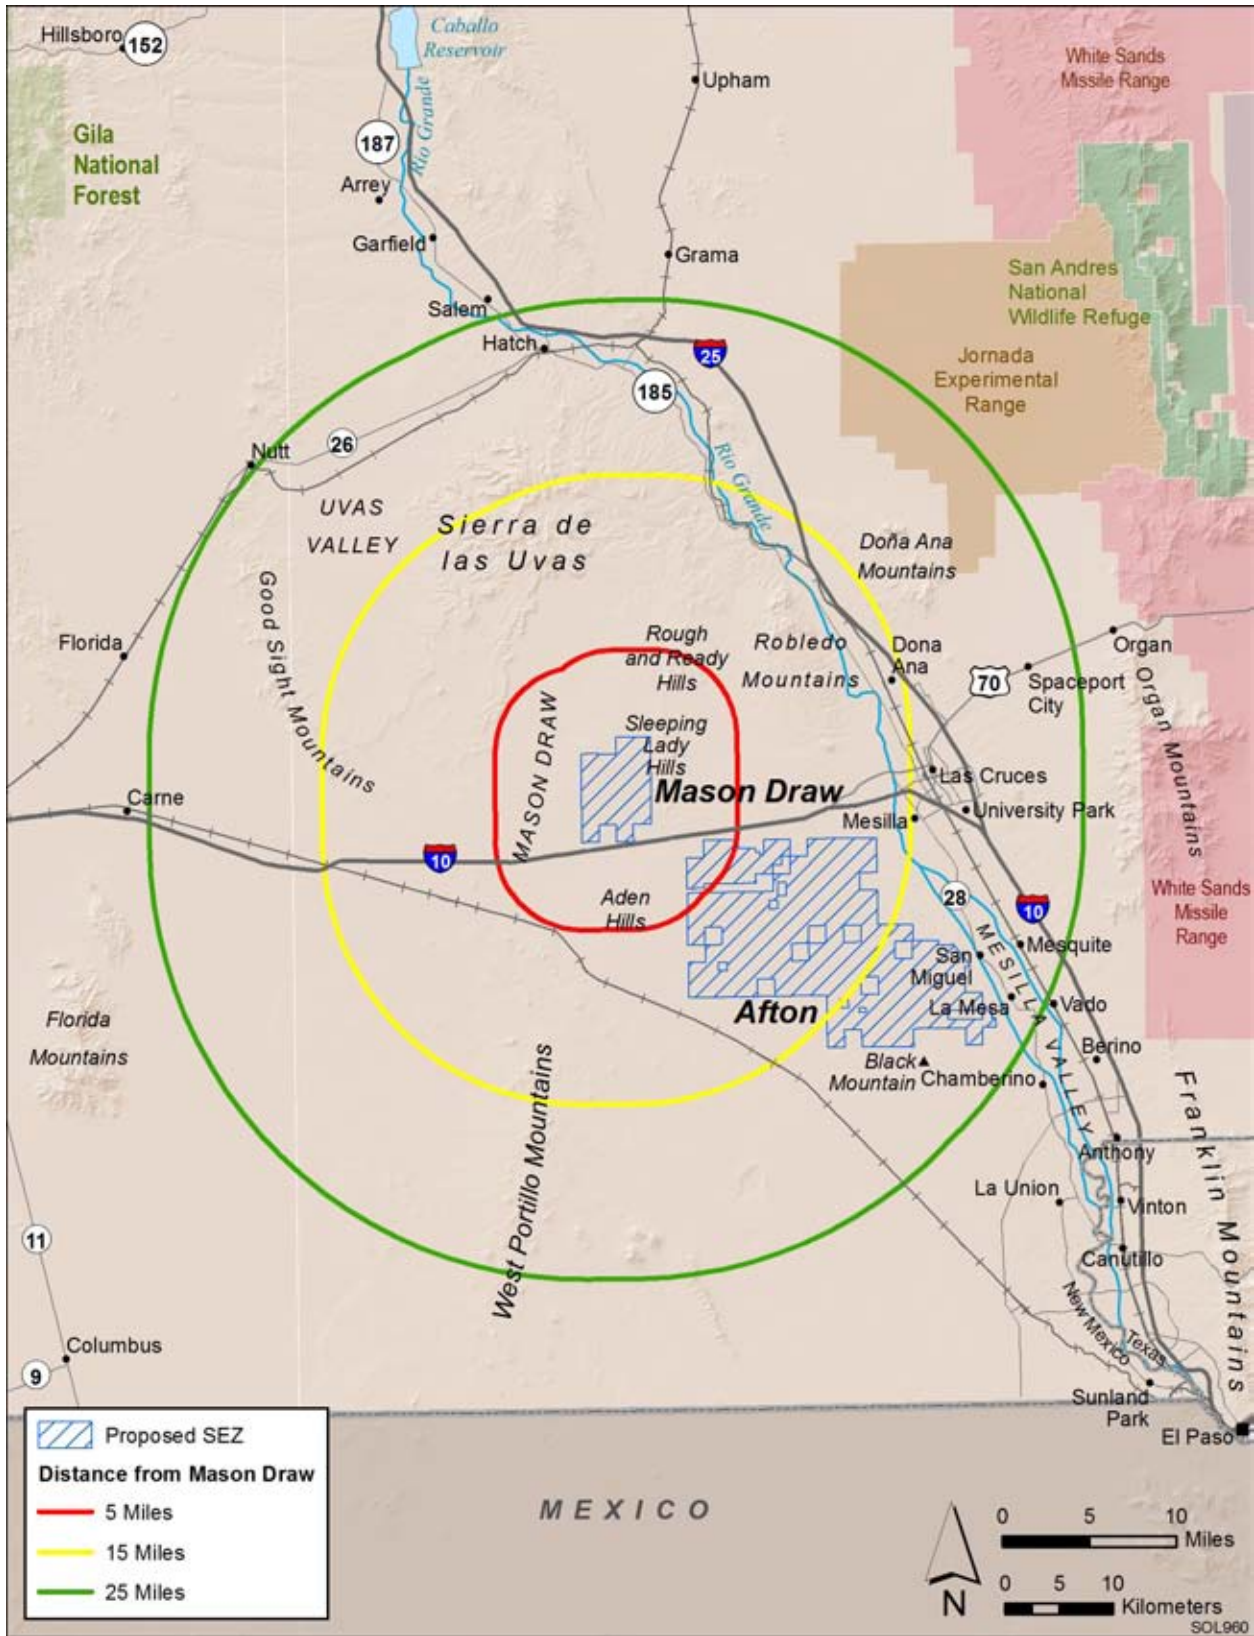 Hillsboro
152
Caballo
Reservoir
White Sands
Missile Range
Upham
Gila
National
Forest
187
Rio Grande
Arrey
Garfield
Grama
San Andres
National
Wildlife Refuge
Salem
Hatch
25
Jornada
Experimental
Range
185
Nutt
26
Rio Grande
UVAS
VALLEY
Sierra de
las Uvas
Doña Ana
Mountains
Good Sight Mountains
Florida
Rough
and Ready
Hills
Robledo
Mountains
Dona
Ana
Organ
70
Spaceport
City
Organ Mountains
MASON DRAW
Sleeping
Lady
Hills
Mason Draw
Las Cruces
Carne
University Park
Mesilla
10
Aden
Hills
28
10
White Sands
Missile
Range
MESILLA VALLEY
Mesquite
San
Miguel
La Mesa
Vado
Afton
Florida
Mountains
Berino
Black
Mountain
Chamberino
West Portillo Mountains
Franklin Mountains
Anthony
La Union
Vinton
11
Canutillo
New Mexico
Texas
Columbus
9
Sunland
Park
El Paso
Proposed SEZ
Distance from Mason Draw
5 Miles
15 Miles
25 Miles
MEXICO
N
0 5 10
Miles
0 5 10
Kilometers
SOL960